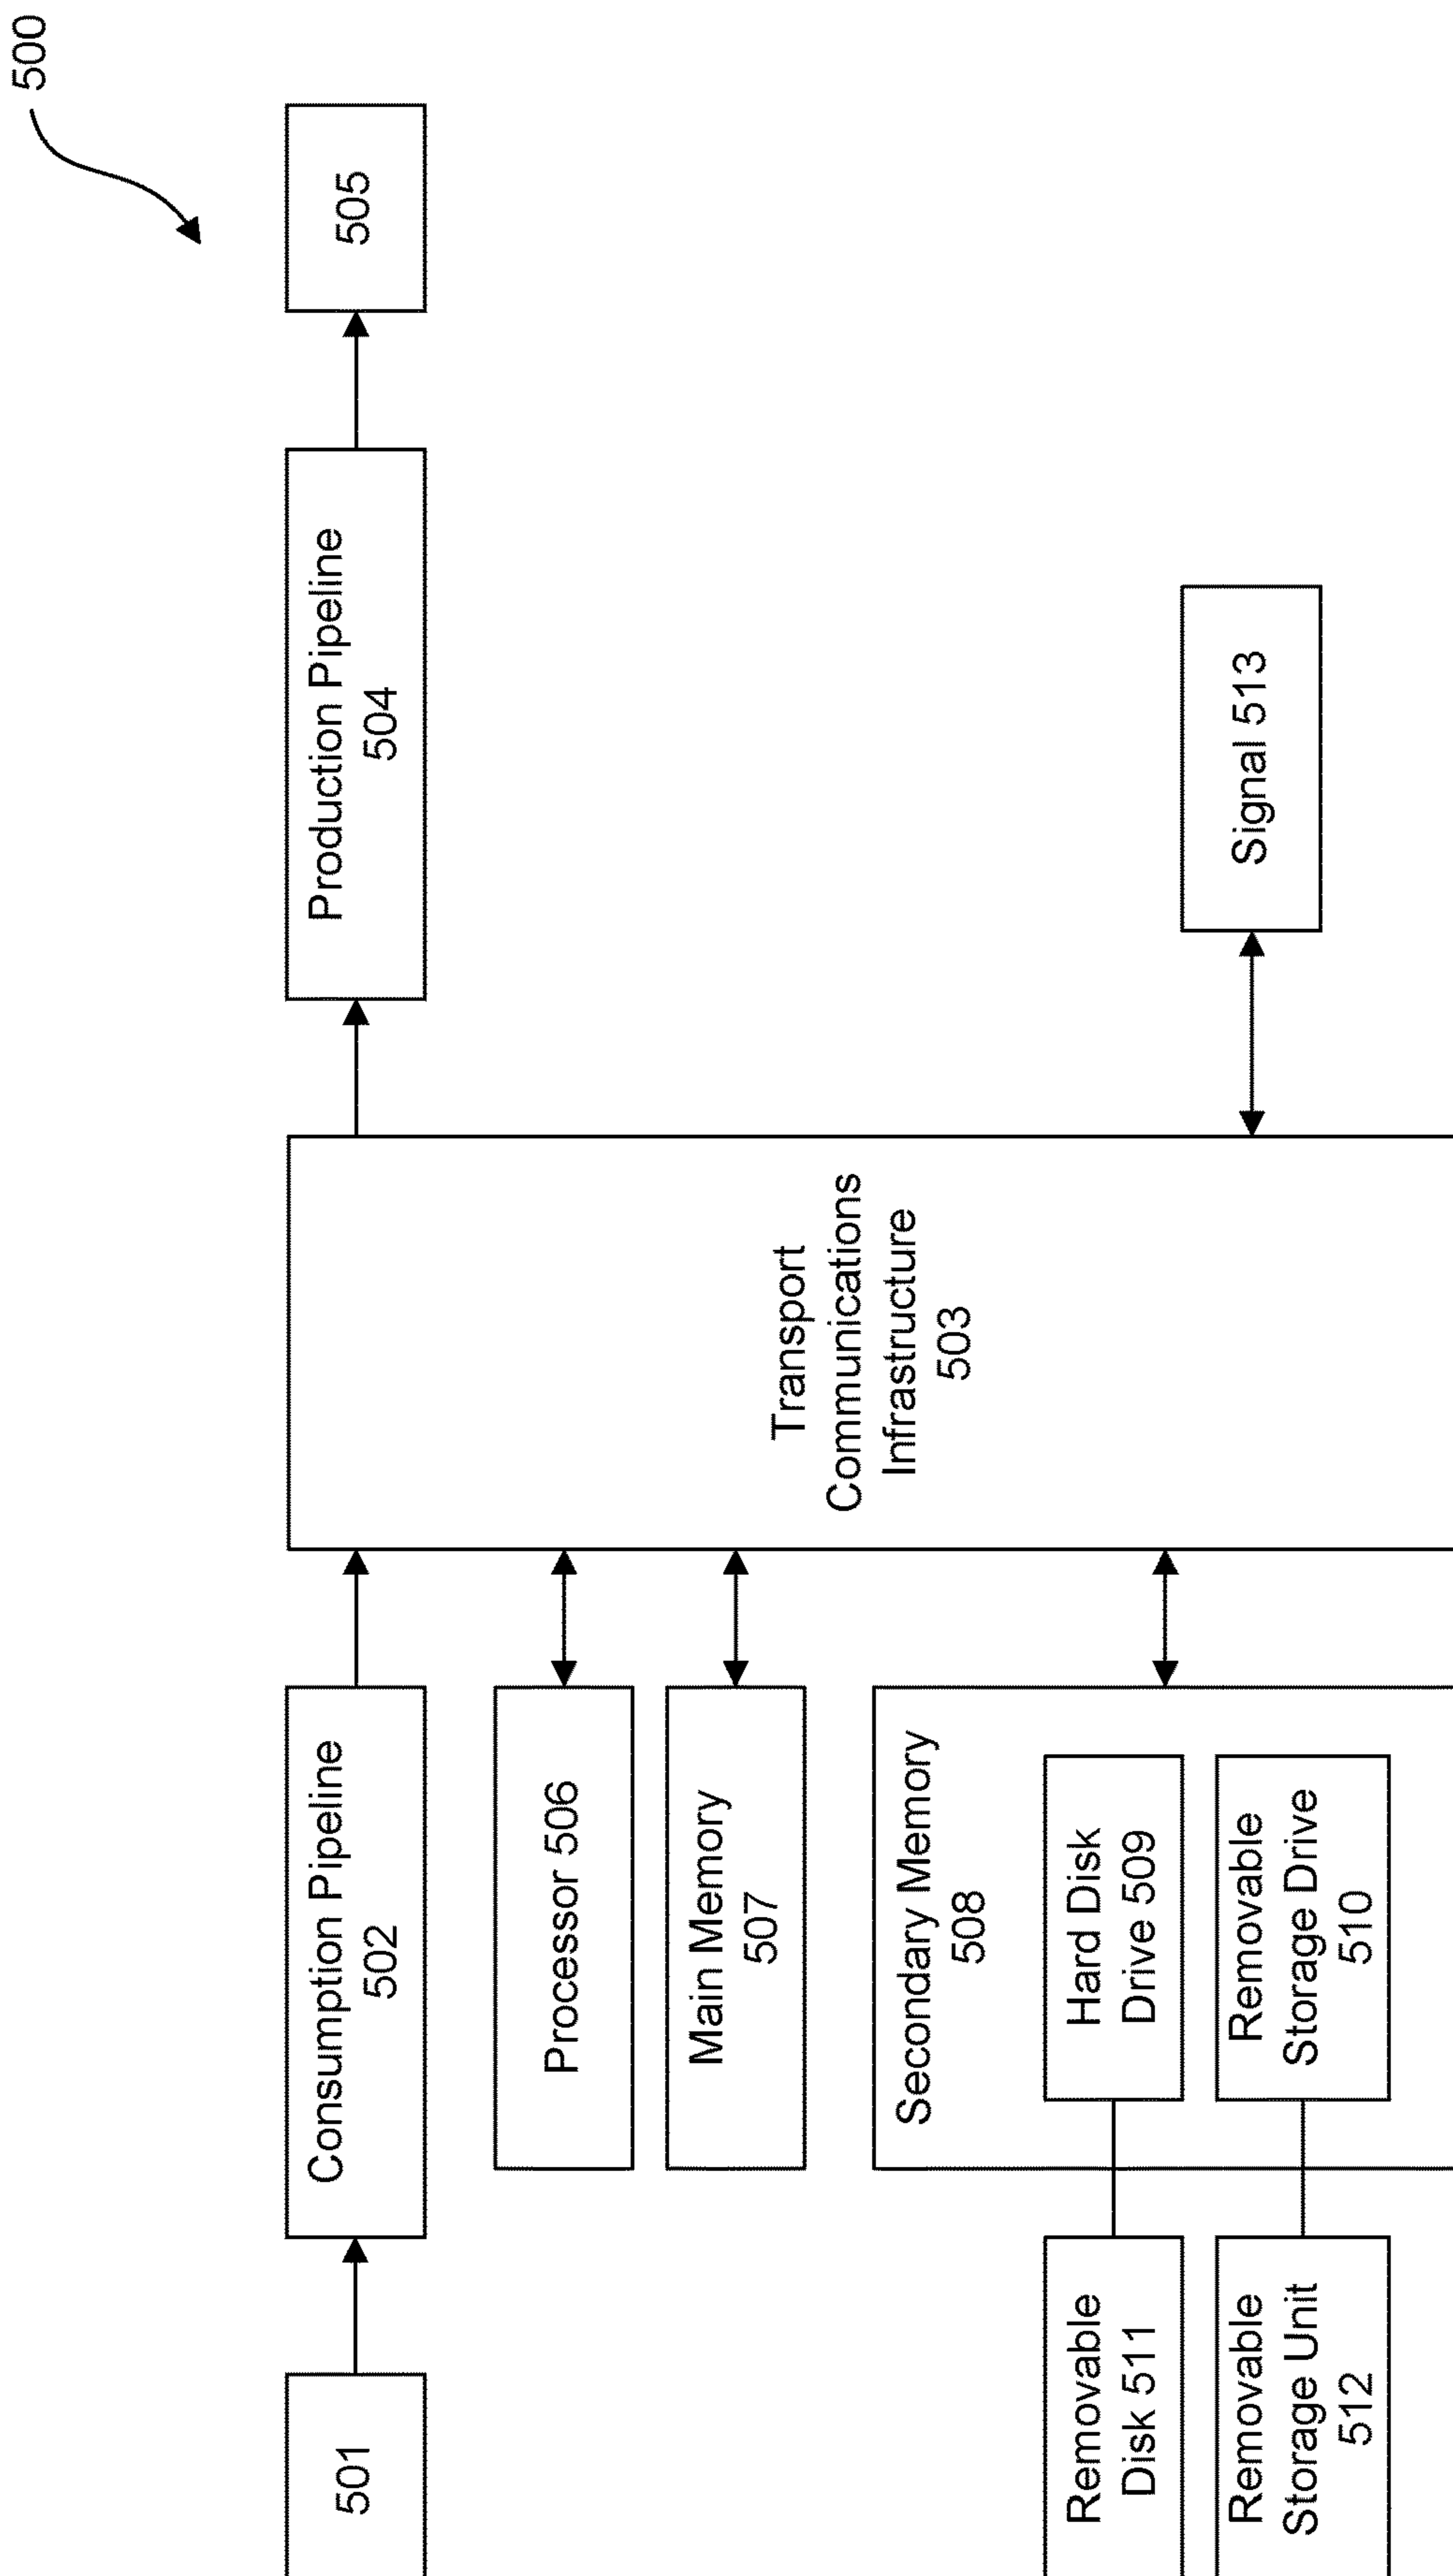 500
501
Consumption Pipeline
502
Transport
Communications
Infrastructure
503
Production Pipeline
504
505
Processor 506
Main Memory
507
Secondary Memory
508
Hard Disk
Drive 509
Removable
Storage Drive
510
Removable
Disk 511
Removable
Storage Unit
512
Signal 513